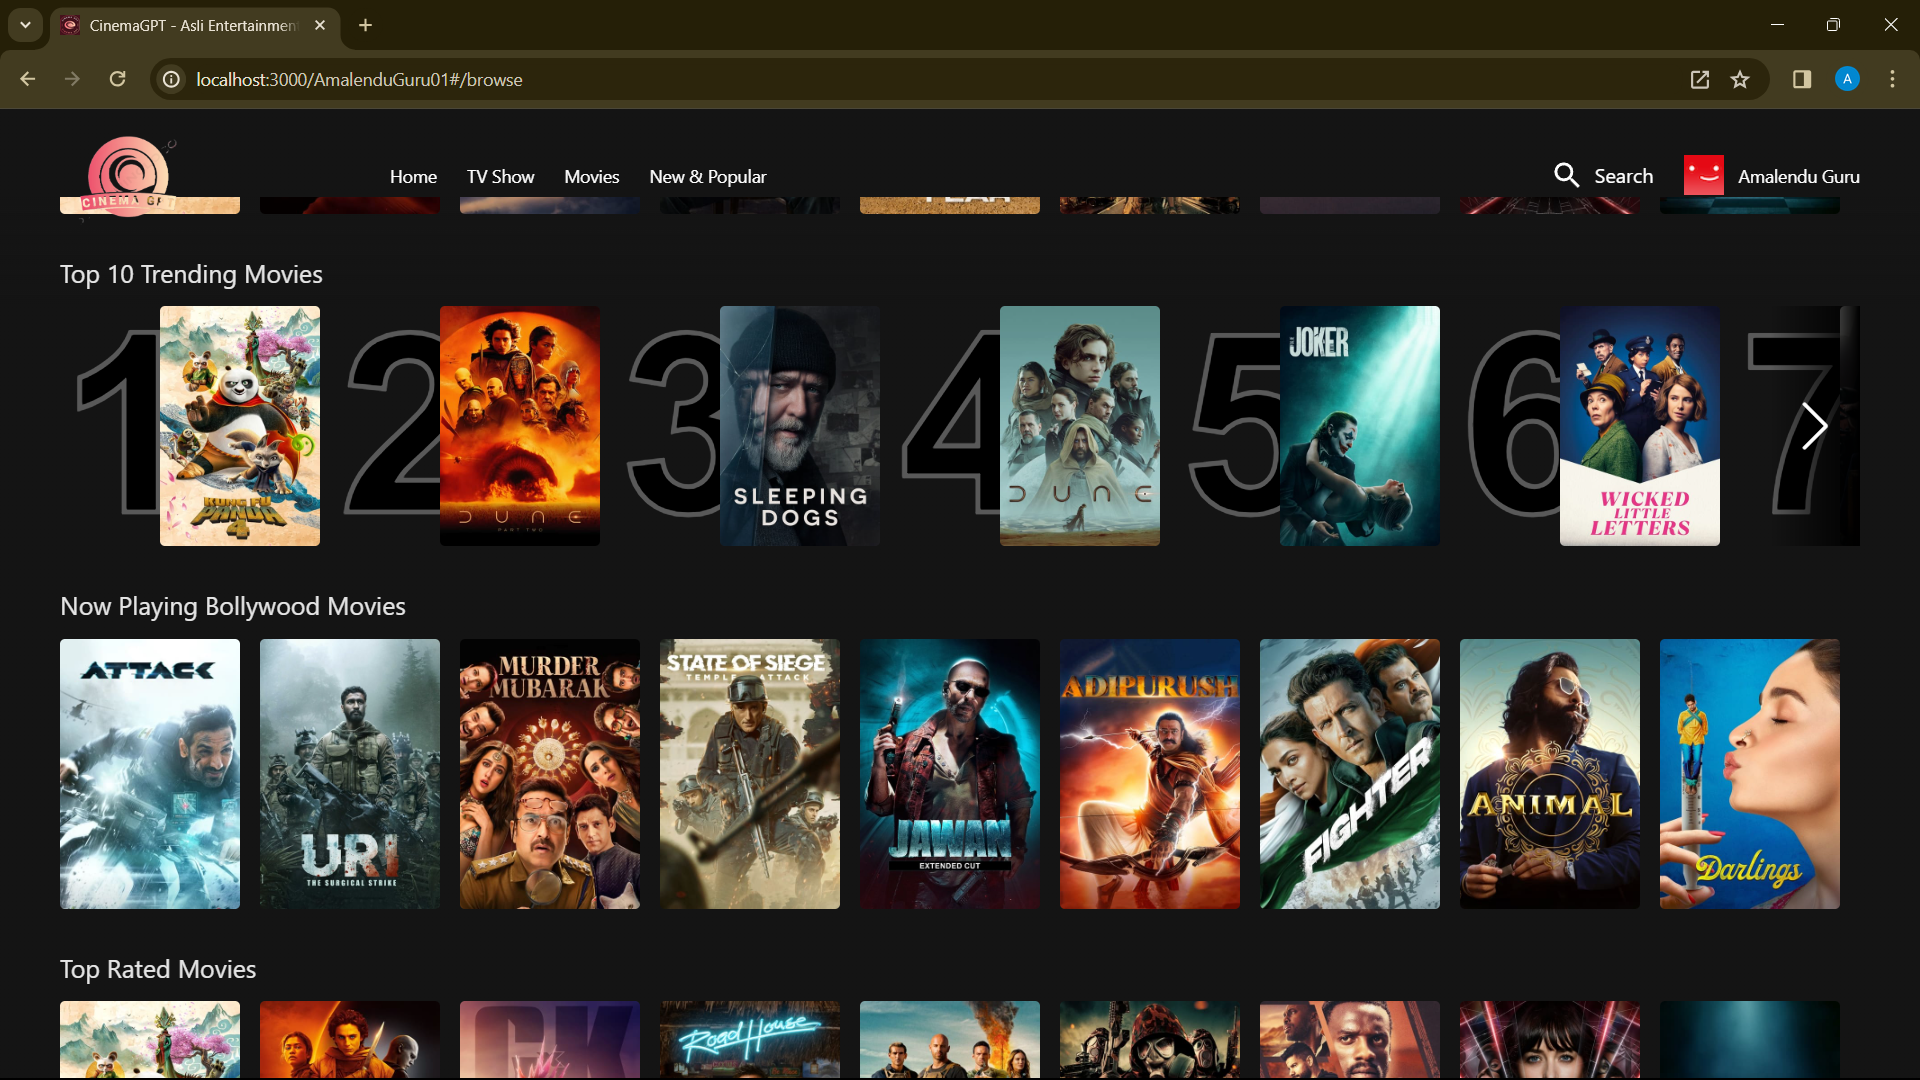 CinemaGPT - Asli Entertainmen
localhost:3000/AmalenduGuru01#/browse
A
CINEMA GPT
Home
TV Show
Movies
New & Popular
Search
Amalendu Guru
Top 10 Trending Movies
1
KUNG FU
PANDA
4
2
DUNE
PART TWO
3
SLEEPING
DOGS
4
DUNE
5
JOKER
6
WICKED
LITTLE
LETTERS
7
Now Playing Bollywood Movies
ATTACK
URI
THE SURGICAL STRIKE
MURDER
MUBARAK
STATE OF SIEGE
TEMPLE ATTACK
JAWAN
EXTENDED CUT
ADIPURUSH
FIGHTER
ANIMAL
Darlings
Top Rated Movies
Road House